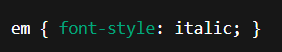 em { font-style: italic; }